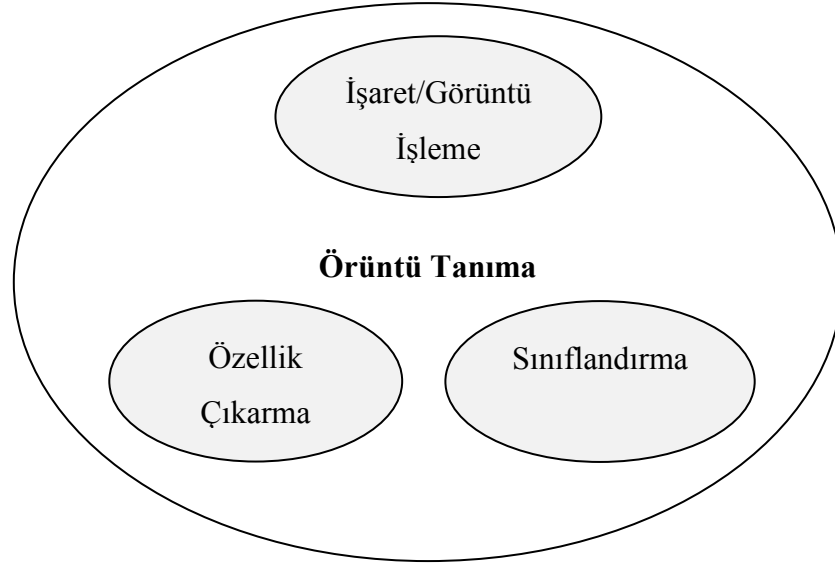 İşaret/Görüntü
İşleme
Örüntü Tanıma
Özellik
Çıkarma
Sınıflandırma